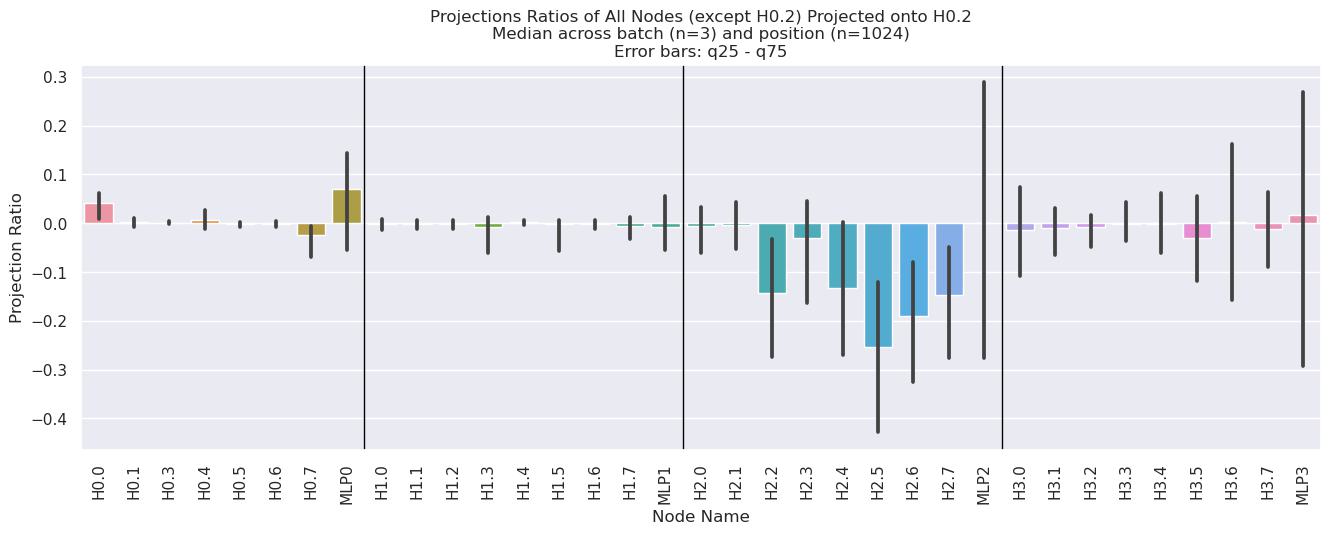 Projections Ratios of All Nodes (except H0.2) Projected onto H0.2
Median across batch (n=3) and position (n=1024)
Error bars: q25 - q75
Projection Ratio
0.3
0.2
0.1
0.0
−0.1
−0.2
−0.3
−0.4
H0.0
H0.1
H0.3
H0.4
H0.5
H0.6
H0.7
MLP0
H1.0
H1.1
H1.2
H1.3
H1.4
H1.5
H1.6
H1.7
MLP1
H2.0
H2.1
H2.2
H2.3
H2.4
H2.5
H2.6
H2.7
MLP2
H3.0
H3.1
H3.2
H3.3
H3.4
H3.5
H3.6
H3.7
MLP3
Node Name